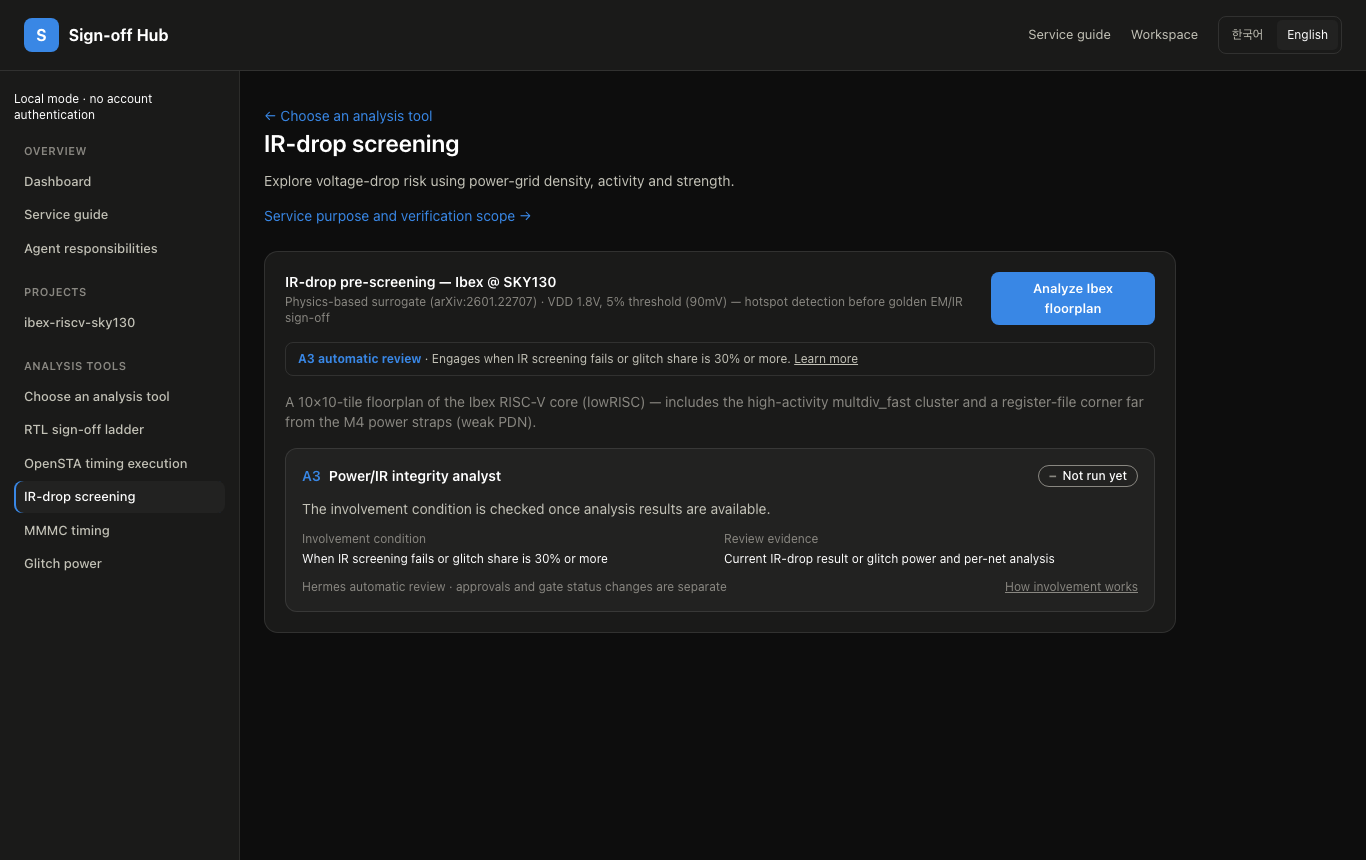 S Sign-off Hub
Service guide
Workspace
한국어
English
Local mode · no account
authentication
OVERVIEW
Dashboard
Service guide
Agent responsibilities
PROJECTS
ibex-riscv-sky130
ANALYSIS TOOLS
Choose an analysis tool
RTL sign-off ladder
OpenSTA timing execution
IR-drop screening
MMMC timing
Glitch power
← Choose an analysis tool
IR-drop screening
Explore voltage-drop risk using power-grid density, activity and strength.
Service purpose and verification scope →
IR-drop pre-screening — Ibex @ SKY130
Physics-based surrogate (arXiv:2601.22707) · VDD 1.8V, 5% threshold (90mV) — hotspot detection before golden EM/IR
sign-off
Analyze Ibex
floorplan
A3 automatic review · Engages when IR screening fails or glitch share is 30% or more. Learn more
A 10×10-tile floorplan of the Ibex RISC-V core (lowRISC) — includes the high-activity multdiv_fast cluster and a register-file corner far
from the M4 power straps (weak PDN).
A3 Power/IR integrity analyst
– Not run yet
The involvement condition is checked once analysis results are available.
Involvement condition
When IR screening fails or glitch share is 30% or more
Review evidence
Current IR-drop result or glitch power and per-net analysis
Hermes automatic review · approvals and gate status changes are separate
How involvement works